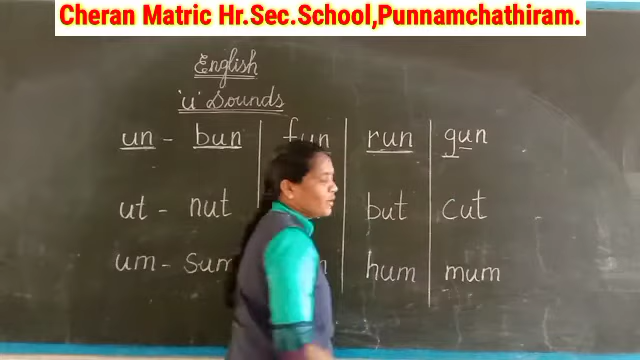 Cheran Matric Hr.Sec.School,Punnamchathiram.
English
'u' Sounds
un - bun fun run gun
ut - nut but cut
um - sum hum mum